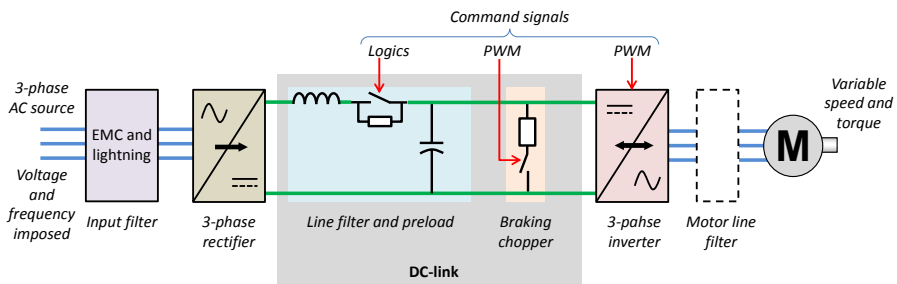 Command signals
Logics
PWM
PWM
3-phase
AC source
EMC and
lightning
Voltage and
frequency
imposed
Input filter
3-phase
rectifier
Line filter and preload
Braking
chopper
DC-link
3-pahse
inverter
Motor line
filter
M
Variable
speed and
torque